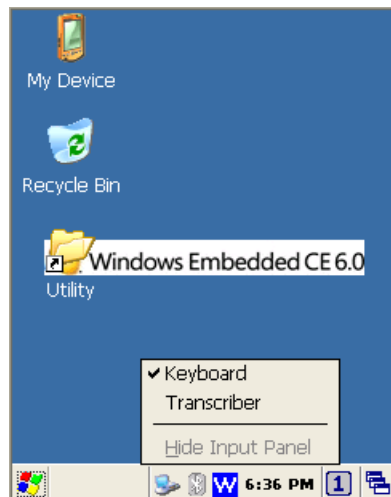 My Device
Recycle Bin
Windows Embedded CE 6.0
Utility
Keyboard
Transcriber
Hide Input Panel
W 6:36 PM 1